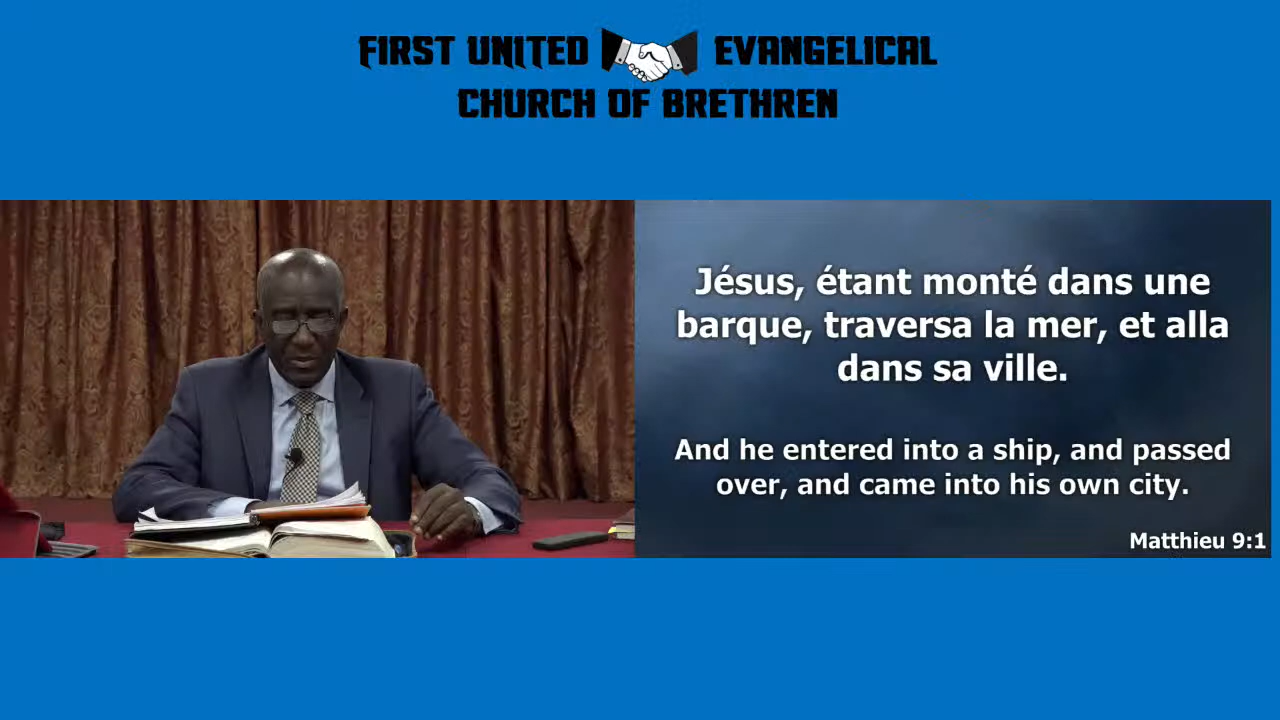 FIRST UNITED EVANGELICAL
CHURCH OF BRETHREN
Jésus, étant monté dans une
barque, traversa la mer, et alla
dans sa ville.
And he entered into a ship, and passed
over, and came into his own city.
Matthieu 9:1